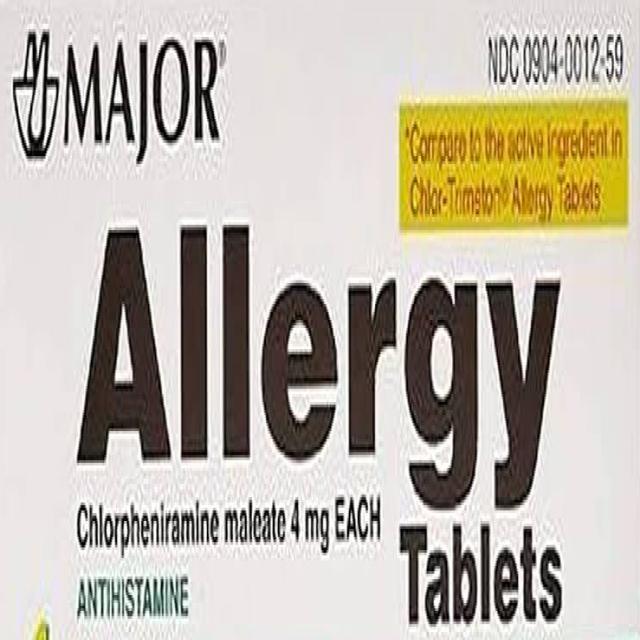 MAJOR®
NDC 0904-0012-59
*Compare to the active ingredient in
Chlor-Trimeton® Allergy Tablets
Allergy
Chlorpheniramine maleate 4 mg EACH
Tablets
ANTIHISTAMINE